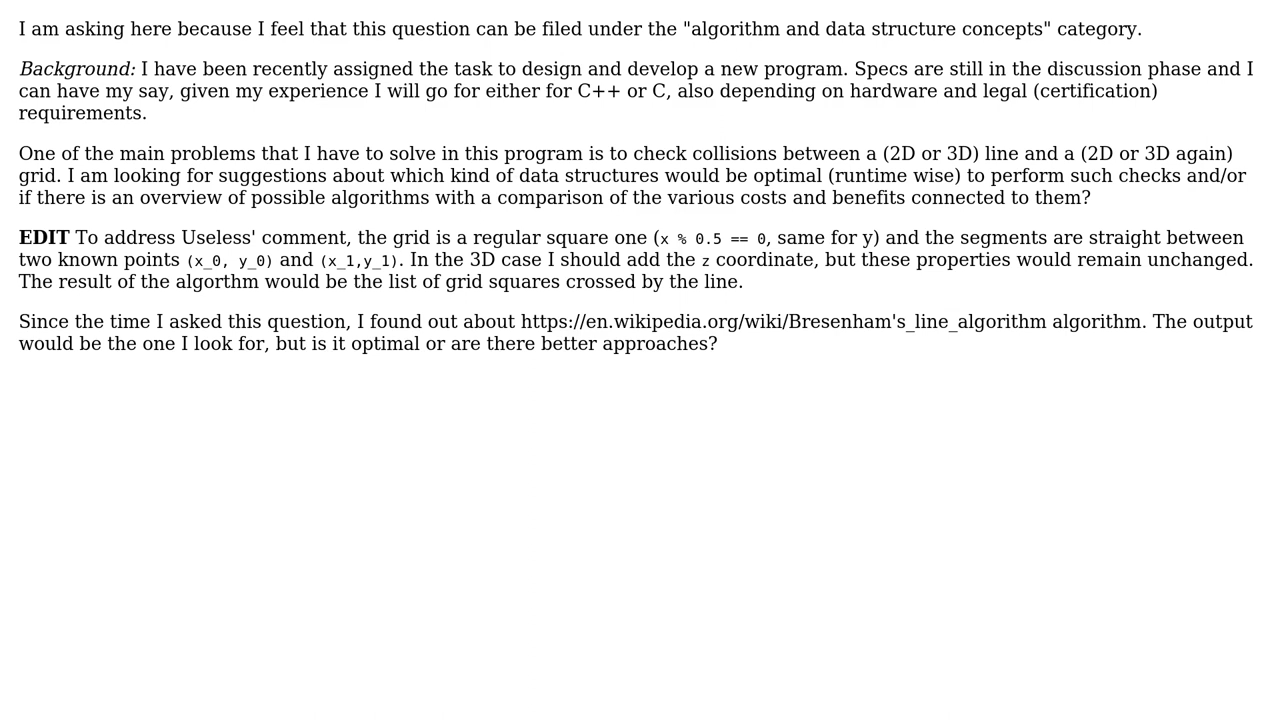 I am asking here because I feel that this question can be filed under the "algorithm and data structure concepts" category.
Background: I have been recently assigned the task to design and develop a new program. Specs are still in the discussion phase and I
can have my say, given my experience I will go for either for C++ or C, also depending on hardware and legal (certification)
requirements.
One of the main problems that I have to solve in this program is to check collisions between a (2D or 3D) line and a (2D or 3D again)
grid. I am looking for suggestions about which kind of data structures would be optimal (runtime wise) to perform such checks and/or
if there is an overview of possible algorithms with a comparison of the various costs and benefits connected to them?
EDIT To address Useless' comment, the grid is a regular square one (x % 0.5 == 0, same for y) and the segments are straight between
two known points (x_0, y_0) and (x_1,y_1). In the 3D case I should add the z coordinate, but these properties would remain unchanged.
The result of the algorthm would be the list of grid squares crossed by the line.
Since the time I asked this question, I found out about https://en.wikipedia.org/wiki/Bresenham's_line_algorithm algorithm. The output
would be the one I look for, but is it optimal or are there better approaches?